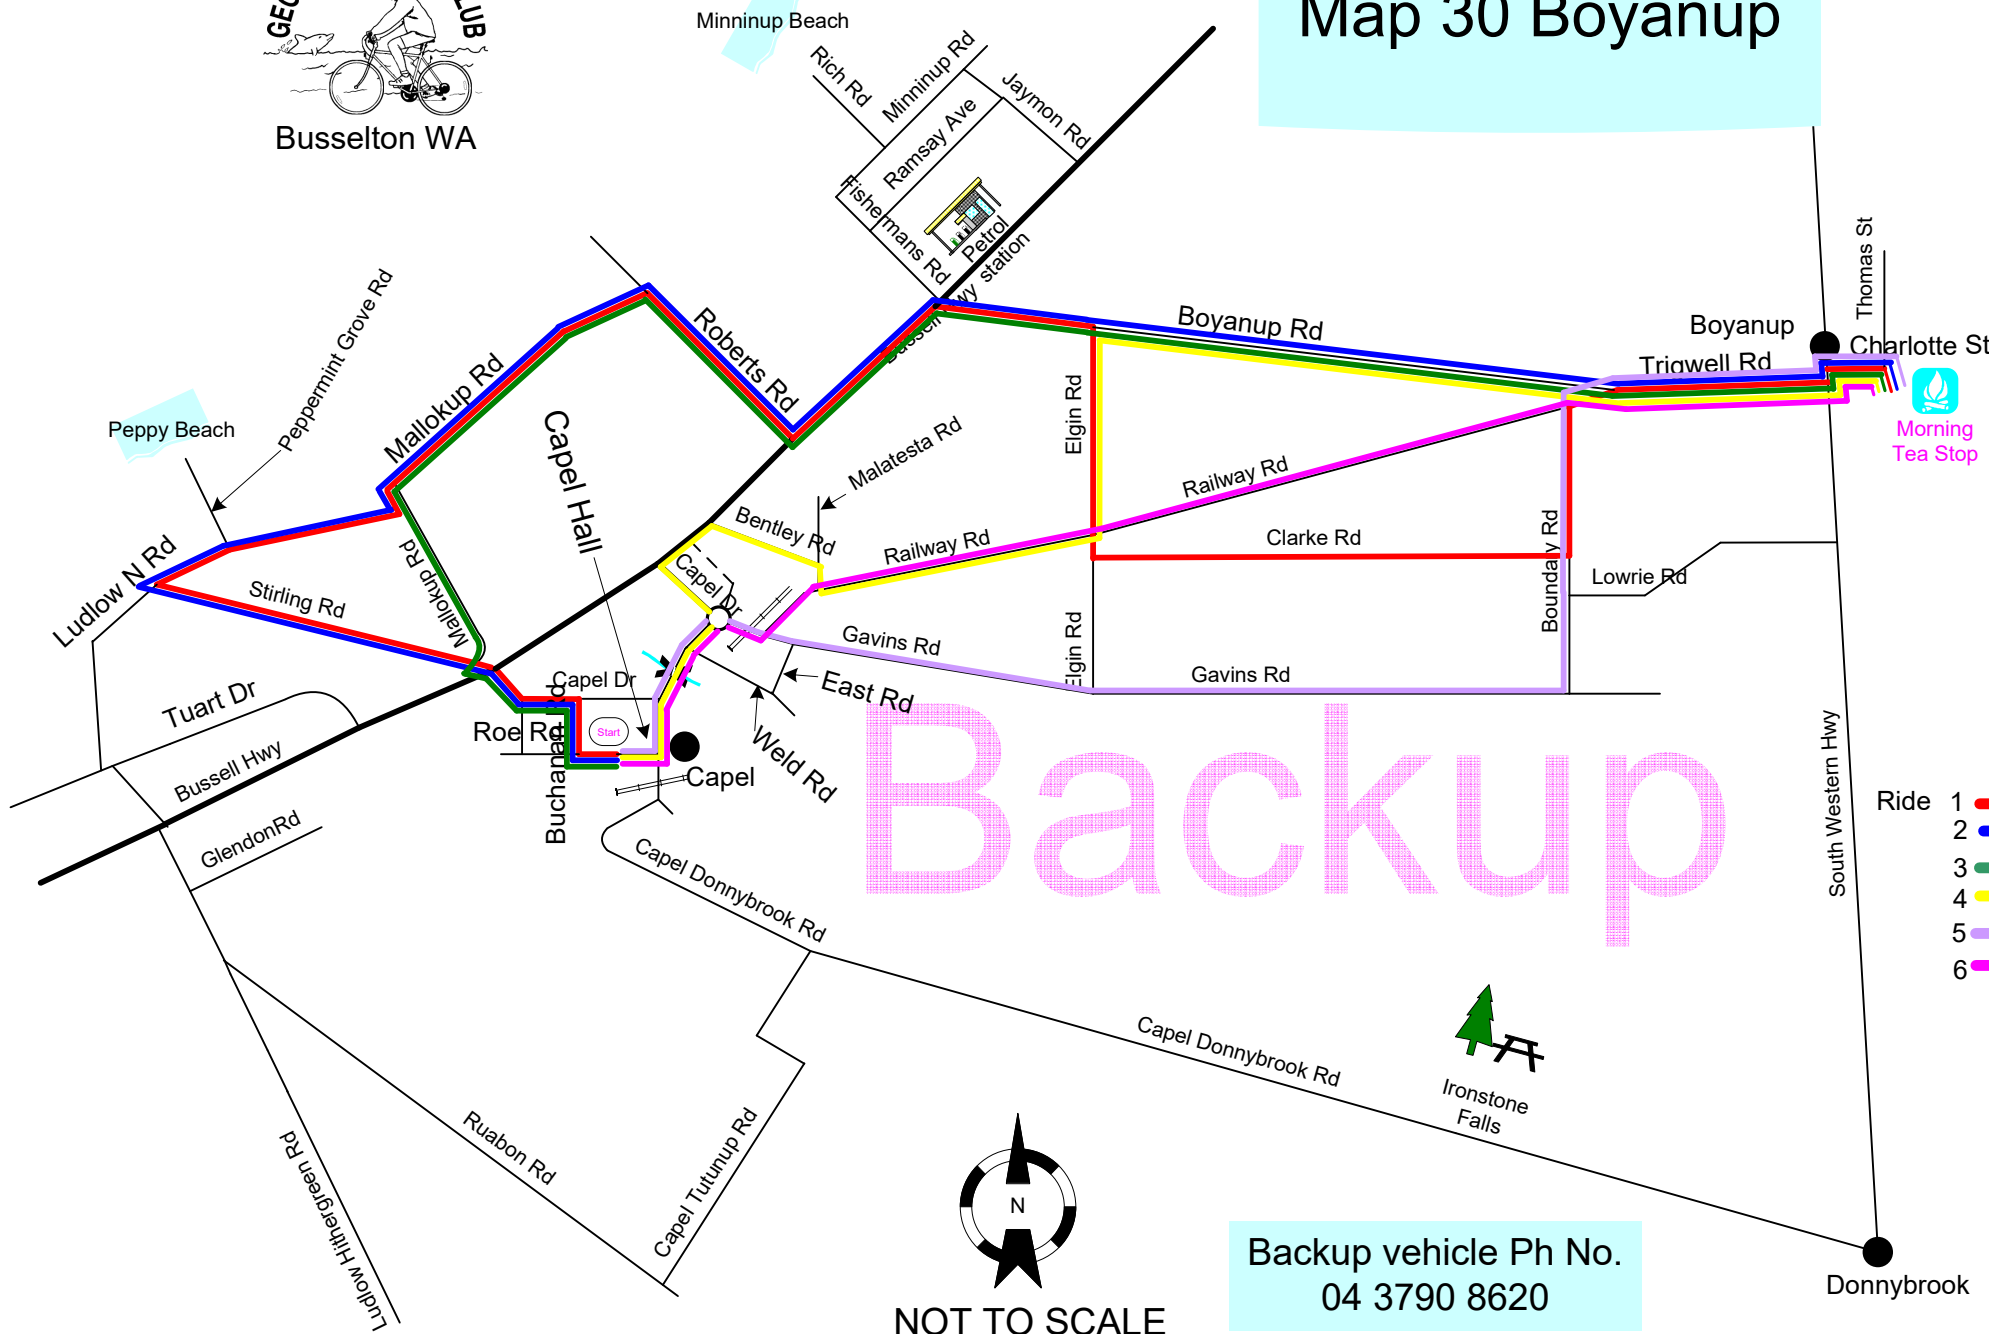 GEO
LUB
Busselton WA
Minninup Beach
Map 30 Boyanup
Rich Rd
Minninup Rd
Jaymon Rd
Ramsay Ave
Fishermans Rd
Petrol
station
Bussell Hwy
Peppermint Grove Rd
Roberts Rd
Boyanup Rd
Boyanup
Thomas St
Charlotte St
Trigwell Rd
Morning
Tea Stop
Peppy Beach
Mallokup Rd
Capel Hall
Malatesta Rd
Elgin Rd
Railway Rd
Bentley Rd
Railway Rd
Clarke Rd
Boundary Rd
Lowrie Rd
Ludlow N Rd
Stirling Rd
Mallokup Rd
Capel Dr
Gavins Rd
Elgin Rd
Gavins Rd
Capel Dr
East Rd
Tuart Dr
Roe Rd
Start
Buchanan Rd
Weld Rd
Capel
Backup
Bussell Hwy
GlendonRd
South Western Hwy
Ride 1
2
3
4
5
6
Capel Donnybrook Rd
Capel Donnybrook Rd
Ironstone
Falls
Ruabon Rd
Capel Tutunup Rd
Ludlow Hithergreen Rd
N
NOT TO SCALE
Backup vehicle Ph No.
04 3790 8620
Donnybrook